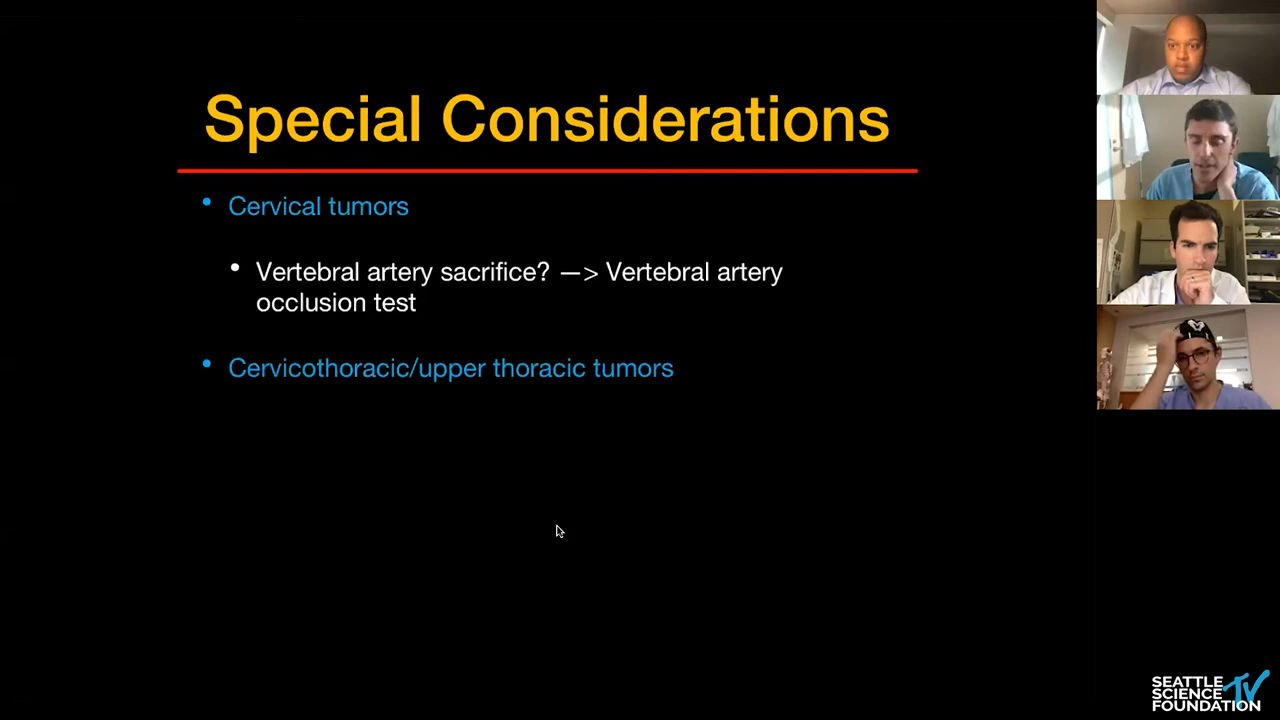 Special Considerations
• Cervical tumors
• Vertebral artery sacrifice? —> Vertebral artery
occlusion test
• Cervicothoracic/upper thoracic tumors
SEATTLE
SCIENCE
FOUNDATION
TV